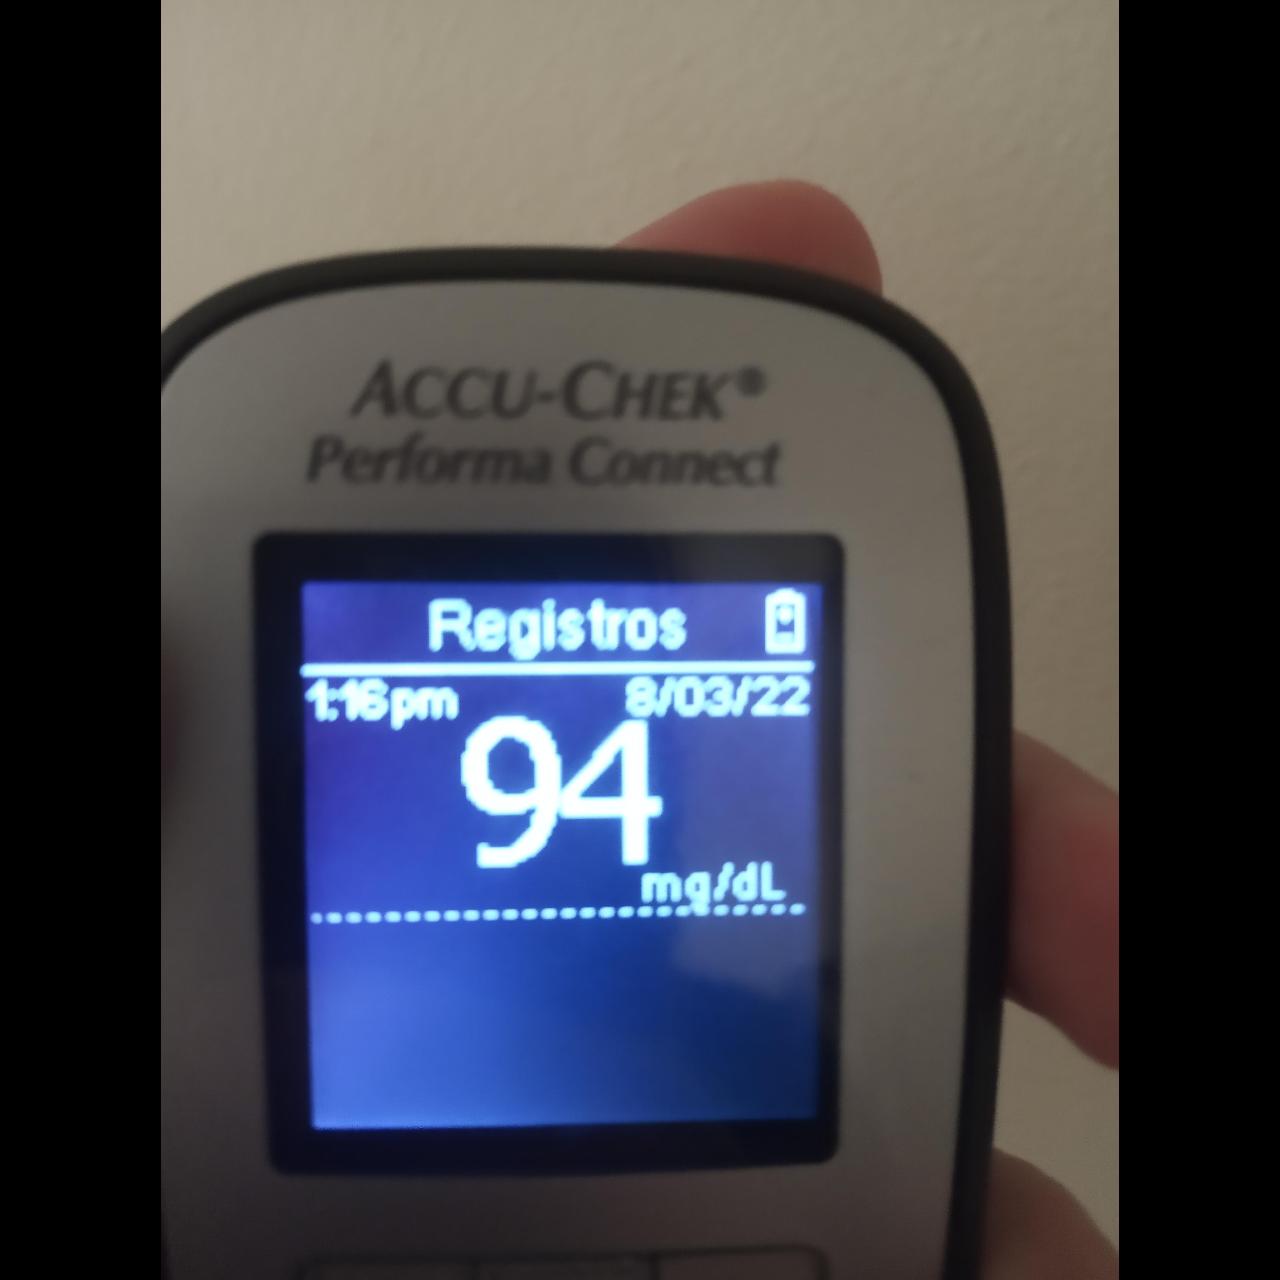 ACCU-CHEK®
Performa Connect
Registros
1:16pm 8/03/22
94
mg/dL